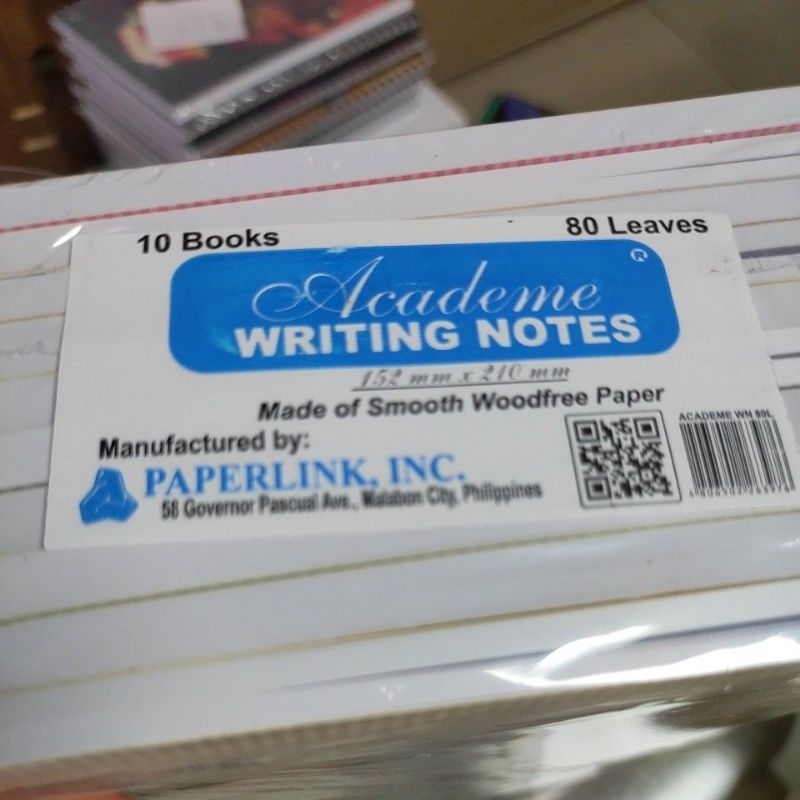 10 Books
80 Leaves
Academe ®
WRITING NOTES
152 mm x 210 mm
Made of Smooth Woodfree Paper
Manufactured by:
PAPERLINK, INC.
58 Governor Pascual Ave., Malabon City, Philippines
ACADEME WN 80L